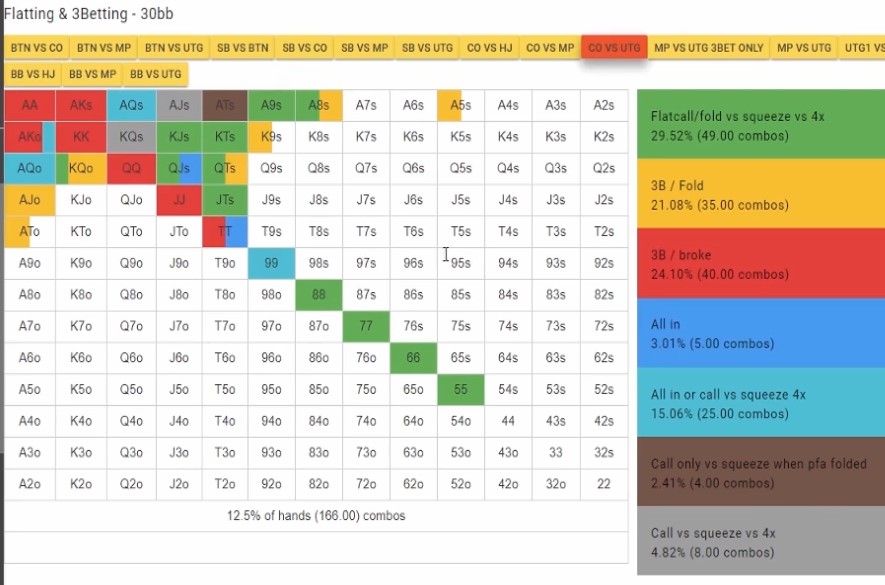 Flatting & 3Betting - 30bb
BTN VS CO BTN VS MP BTN VS UTG SB VS BTN SB VS CO SB VS MP SB VS UTG CO VS HJ CO VS MP CO VS UTG MP VS UTG 3BET ONLY MP VS UTG UTG1 VS
BB VS HJ BB VS MP BB VS UTG
AA AKs AQs AJs ATs A9s A8s A7s A6s A5s A4s A3s A2s
AKo KK KQs KJs KTs K9s K8s K7s K6s K5s K4s K3s K2s
AQo KQo QQ QJs QTs Q9s Q8s Q7s Q6s Q5s Q4s Q3s Q2s
AJo KJo QJo JJ JTs J9s J8s J7s J6s J5s J4s J3s J2s
ATo KTo QTo JTo TT T9s T8s T7s T6s T5s T4s T3s T2s
A9o K9o Q9o J9o T9o 99 98s 97s 96s 95s 94s 93s 92s
A8o K8o Q8o J8o T8o 98o 88 87s 86s 85s 84s 83s 82s
A7o K7o Q7o J7o T7o 97o 87o 77 76s 75s 74s 73s 72s
A6o K6o Q6o J6o T6o 96o 86o 76o 66 65s 64s 63s 62s
A5o K5o Q5o J5o T5o 95o 85o 75o 65o 55 54s 53s 52s
A4o K4o Q4o J4o T4o 94o 84o 74o 64o 54o 44 43s 42s
A3o K3o Q3o J3o T3o 93o 83o 73o 63o 53o 43o 33 32s
A2o K2o Q2o J2o T2o 92o 82o 72o 62o 52o 42o 32o 22
12.5% of hands (166.00) combos
Flatcall/fold vs squeeze vs 4x
29.52% (49.00 combos)
3B / Fold
21.08% (35.00 combos)
3B / broke
24.10% (40.00 combos)
All in
3.01% (5.00 combos)
All in or call vs squeeze 4x
15.06% (25.00 combos)
Call only vs squeeze when pfa folded
2.41% (4.00 combos)
Call vs squeeze vs 4x
4.82% (8.00 combos)